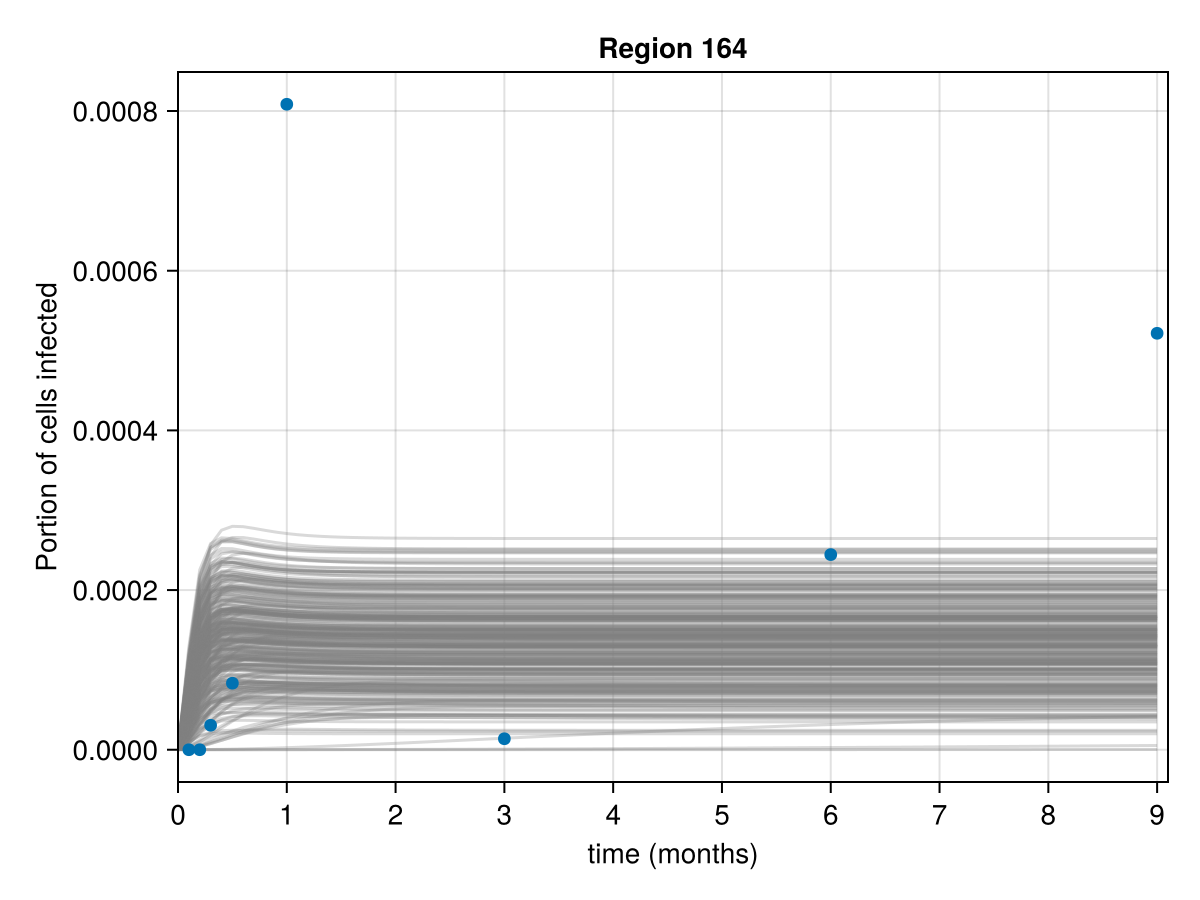 Region 164
Portion of cells infected
0.0008
0.0006
0.0004
0.0002
0.0000
0 1 2 3 4 5 6 7 8 9
time (months)